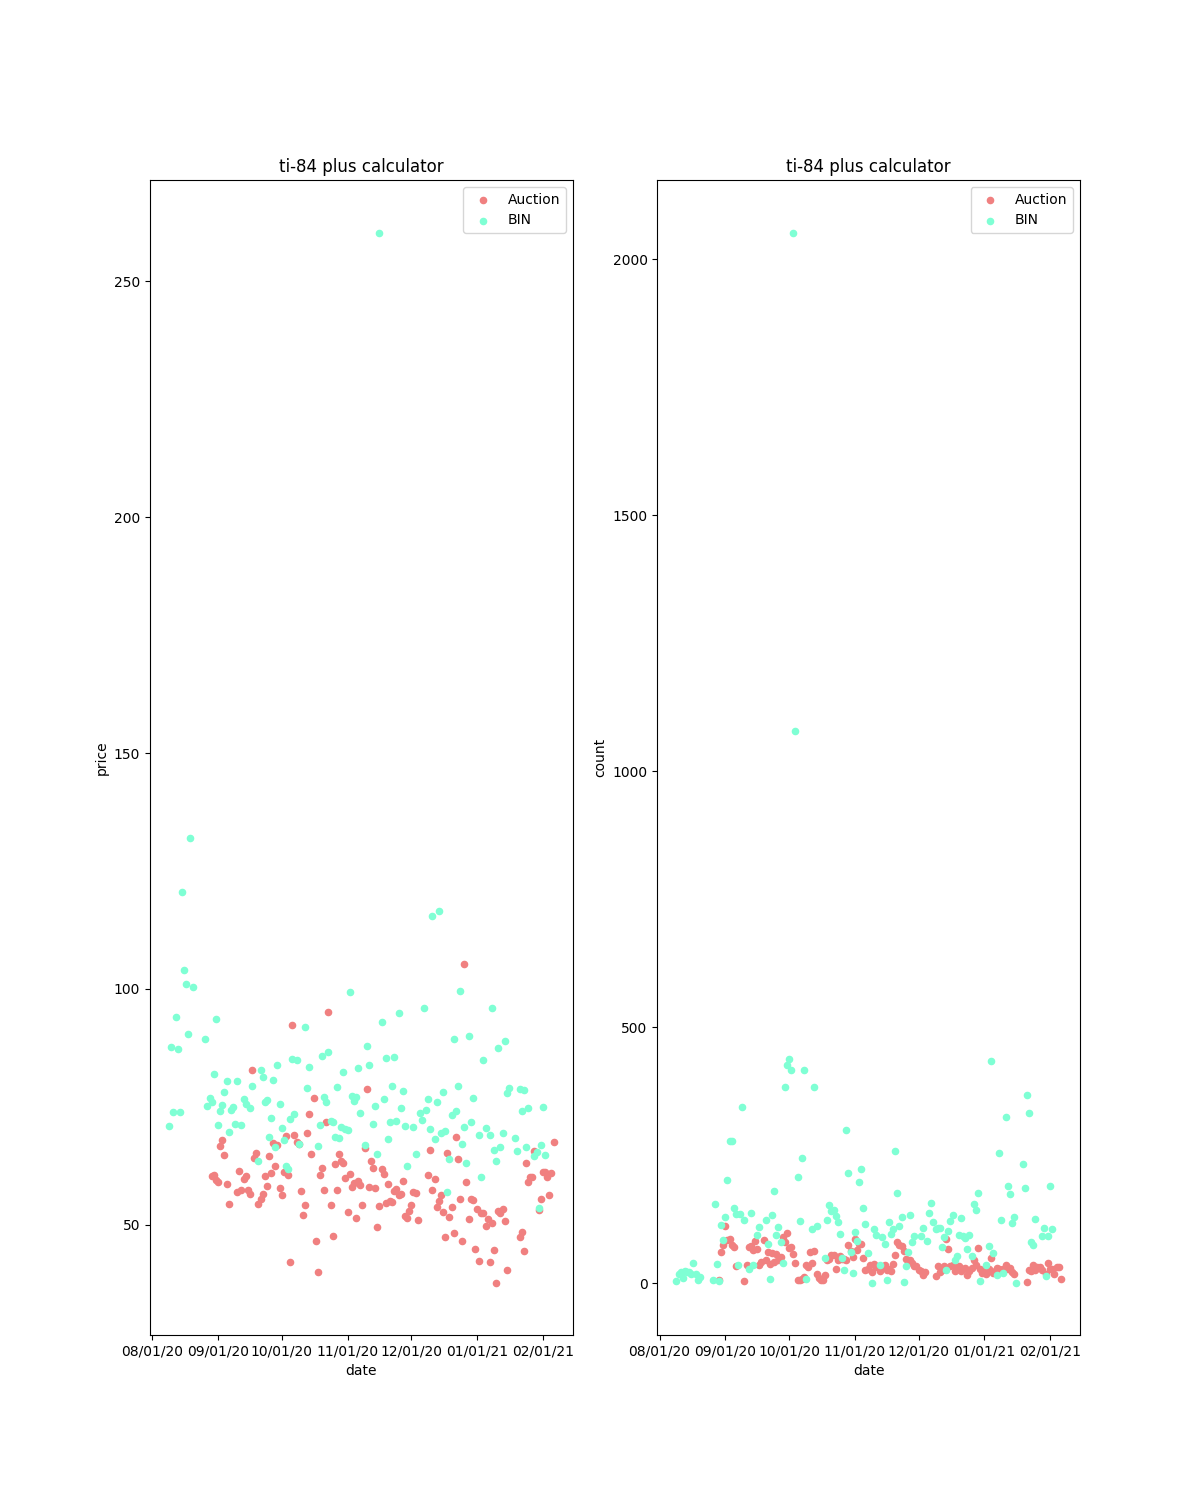 ti-84 plus calculator
Auction
BIN
250
200
150
100
50
price
08/01/20 09/01/20 10/01/20 11/01/20 12/01/20 01/01/21 02/01/21
date
ti-84 plus calculator
Auction
BIN
2000
1500
1000
500
0
count
08/01/20 09/01/20 10/01/20 11/01/20 12/01/20 01/01/21 02/01/21
date